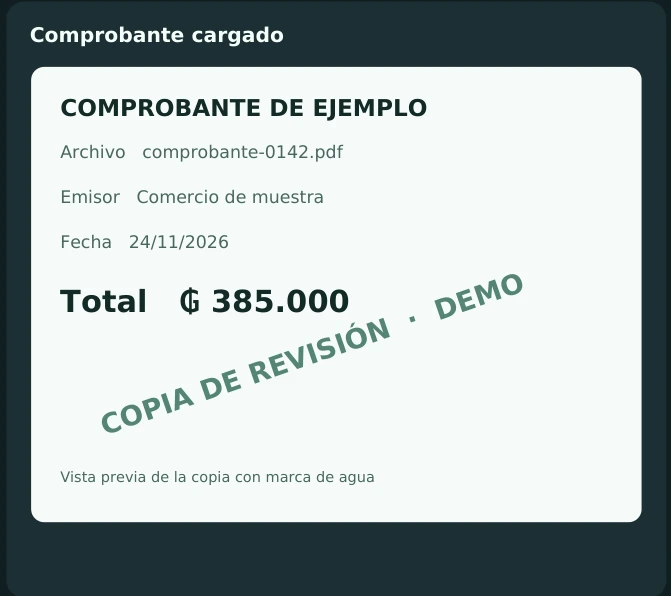 Comprobante cargado
COMPROBANTE DE EJEMPLO
Archivo comprobante-0142.pdf
Emisor Comercio de muestra
Fecha 24/11/2026
Total ₲ 385.000
COPIA DE REVISIÓN · DEMO
Vista previa de la copia con marca de agua